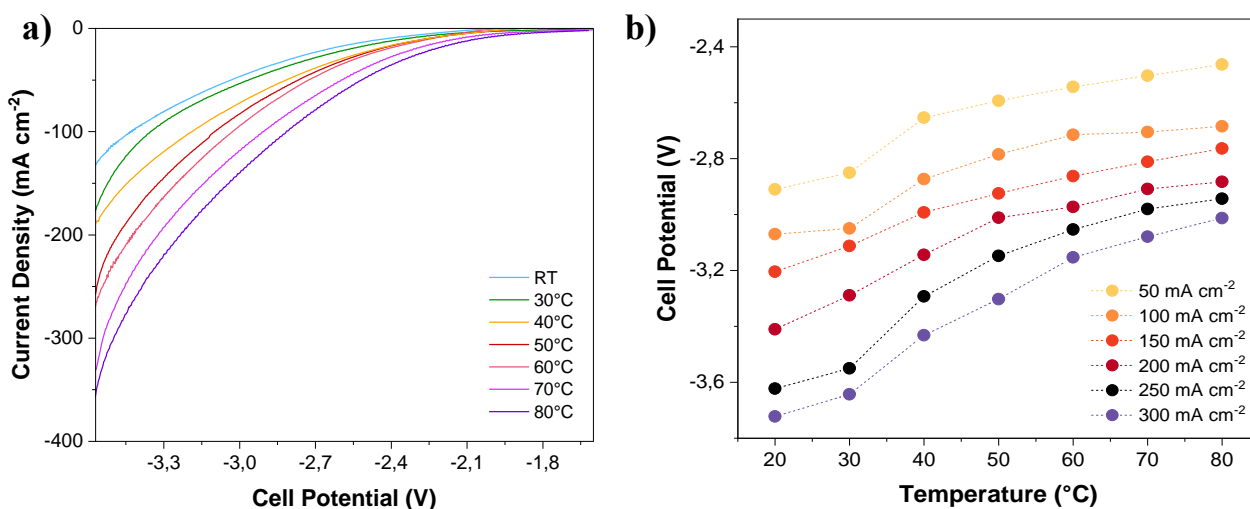 a)
0
-100
-200
-300
-400
Current Density (mA cm-2)
-3,3 -3,0 -2,7 -2,4 -2,1 -1,8
Cell Potential (V)
RT
30°C
40°C
50°C
60°C
70°C
80°C
b)
-2,4
-2,8
-3,2
-3,6
Cell Potential (V)
20 30 40 50 60 70 80
Temperature (°C)
50 mA cm-2
100 mA cm-2
150 mA cm-2
200 mA cm-2
250 mA cm-2
300 mA cm-2